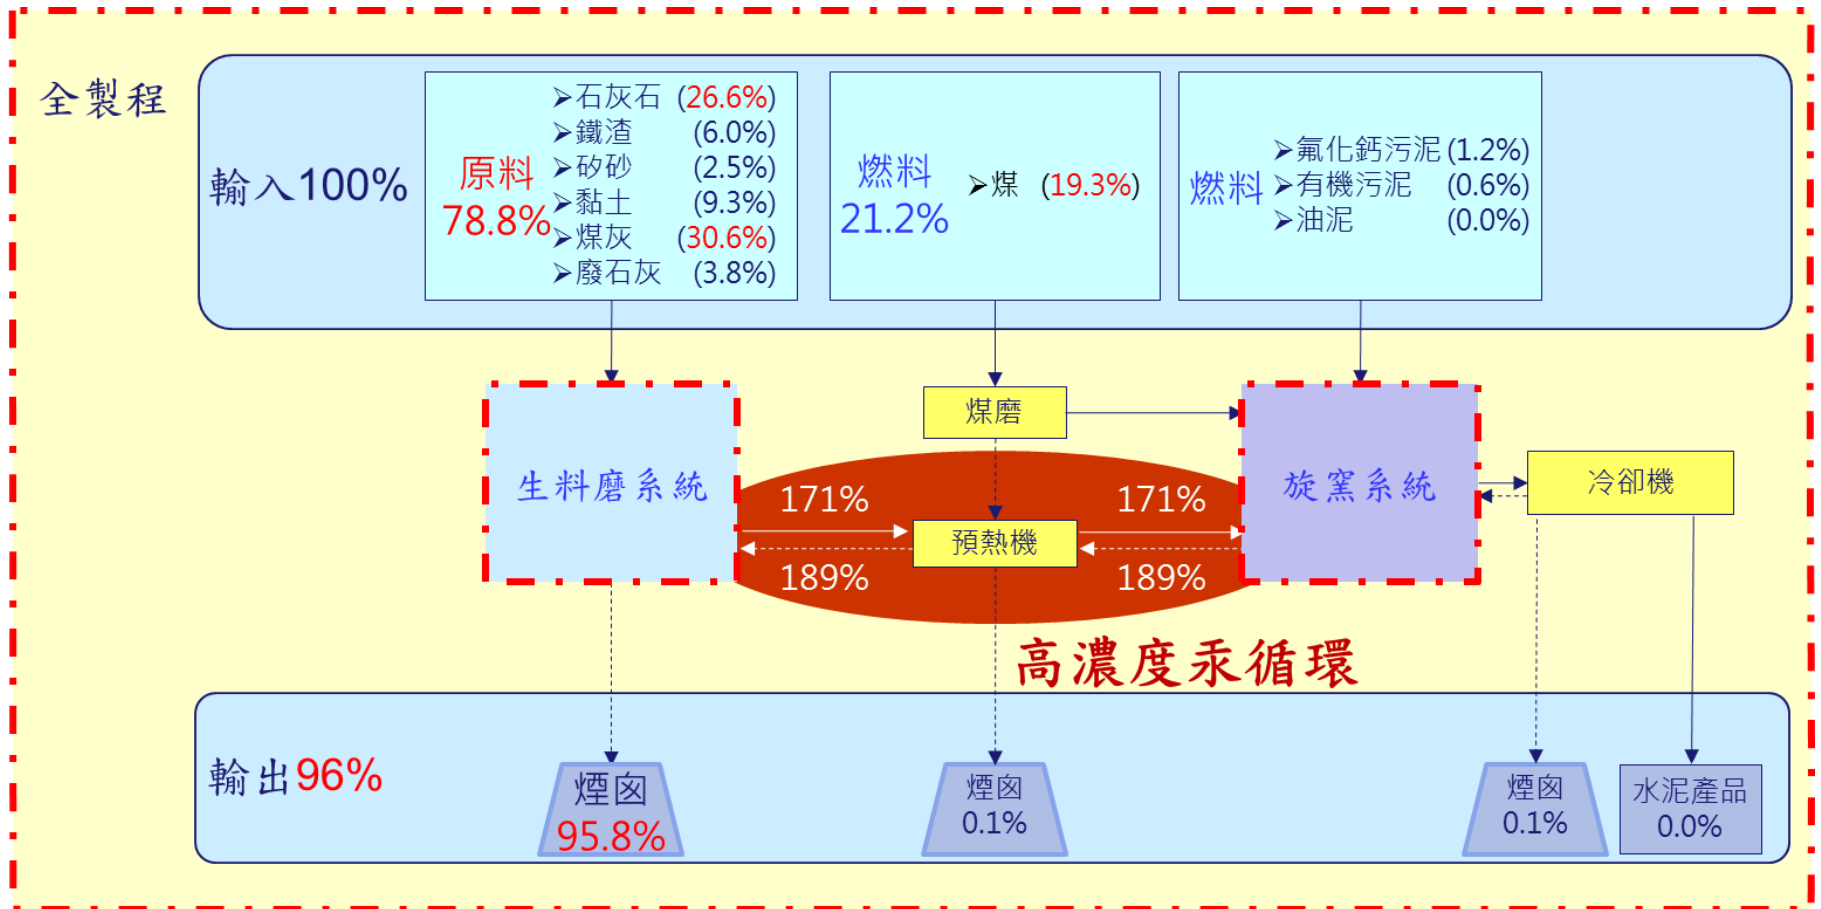 全製程
輸入100%
原料
78.8%
➢石灰石 (26.6%)
➢鐵渣 (6.0%)
➢矽砂 (2.5%)
➢黏土 (9.3%)
➢煤灰 (30.6%)
➢廢石灰 (3.8%)
燃料
21.2%
➢煤 (19.3%)
燃料
➢氟化鈣污泥 (1.2%)
➢有機污泥 (0.6%)
➢油泥 (0.0%)
生料磨系統
煤磨
旋窯系統
冷卻機
171%
171%
預熱機
189%
189%
高濃度汞循環
輸出96%
煙囪
95.8%
煙囪
0.1%
煙囪
0.1%
水泥產品
0.0%